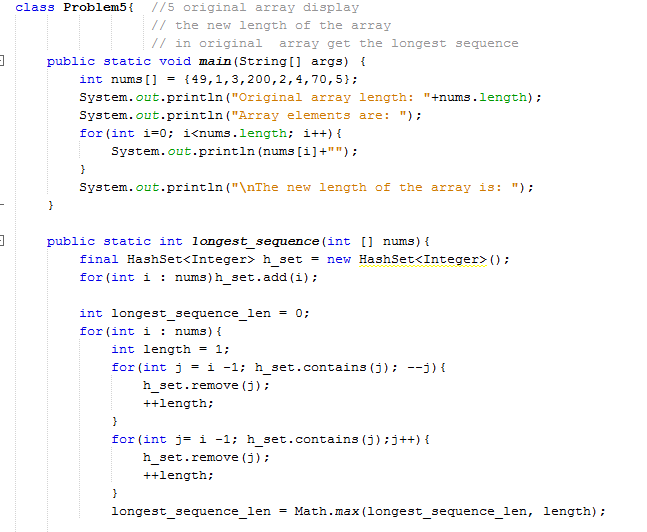 class Problem5{  //5 original array display
// the new length of the array
// in original  array get the longest sequence
public static void main(String[] args) {
int nums[] = {49,1,3,200,2,4,70,5};
System.out.println("Original array length: "+nums.length);
System.out.println("Array elements are: ");
for(int i=0; i<nums.length; i++){
System.out.println(nums[i]+"");
}
System.out.println("\nThe new length of the array is: ");
}
public static int longest_sequence(int [] nums){
final HashSet<Integer> h_set = new HashSet<Integer>();
for(int i : nums)h_set.add(i);
int longest_sequence_len = 0;
for(int i : nums){
int length = 1;
for(int j = i -1; h_set.contains(j); --j){
h_set.remove(j);
++length;
}
for(int j= i -1; h_set.contains(j);j++){
h_set.remove(j);
++length;
}
longest_sequence_len = Math.max(longest_sequence_len, length);